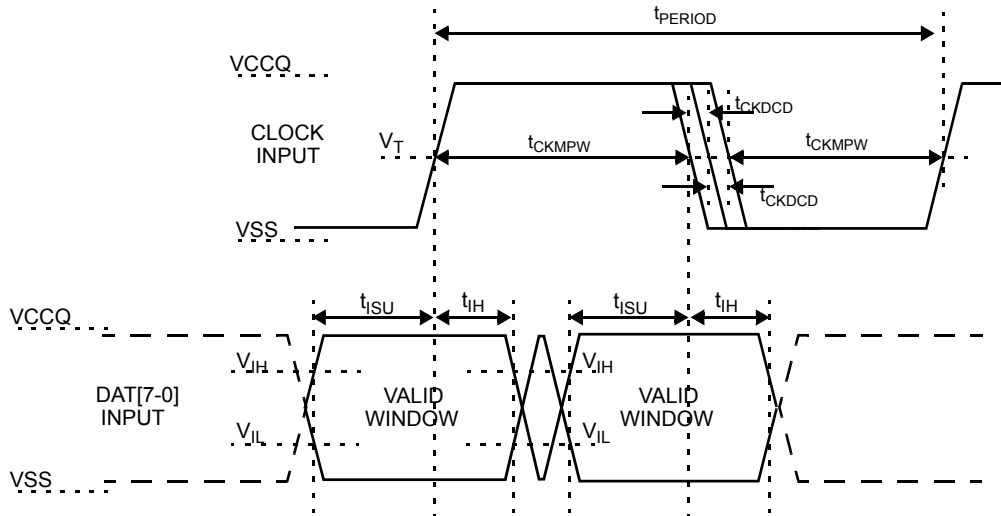 tPERIOD
VCCQ
tCKDCD
CLOCK
INPUT
VT
tCKMPW
tCKMPW
tCKDCD
VSS
tISU
tIH
tISU
tIH
VCCQ
VIH
VIH
DAT[7-0]
INPUT
VALID
WINDOW
VALID
WINDOW
VIL
VIL
VSS